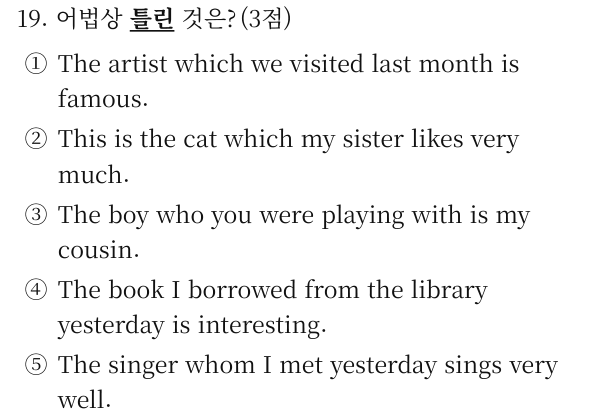 19. 어법상 틀린 것은?(3점)
① The artist which we visited last month is
famous.
② This is the cat which my sister likes very
much.
③ The boy who you were playing with is my
cousin.
④ The book I borrowed from the library
yesterday is interesting.
⑤ The singer whom I met yesterday sings very
well.